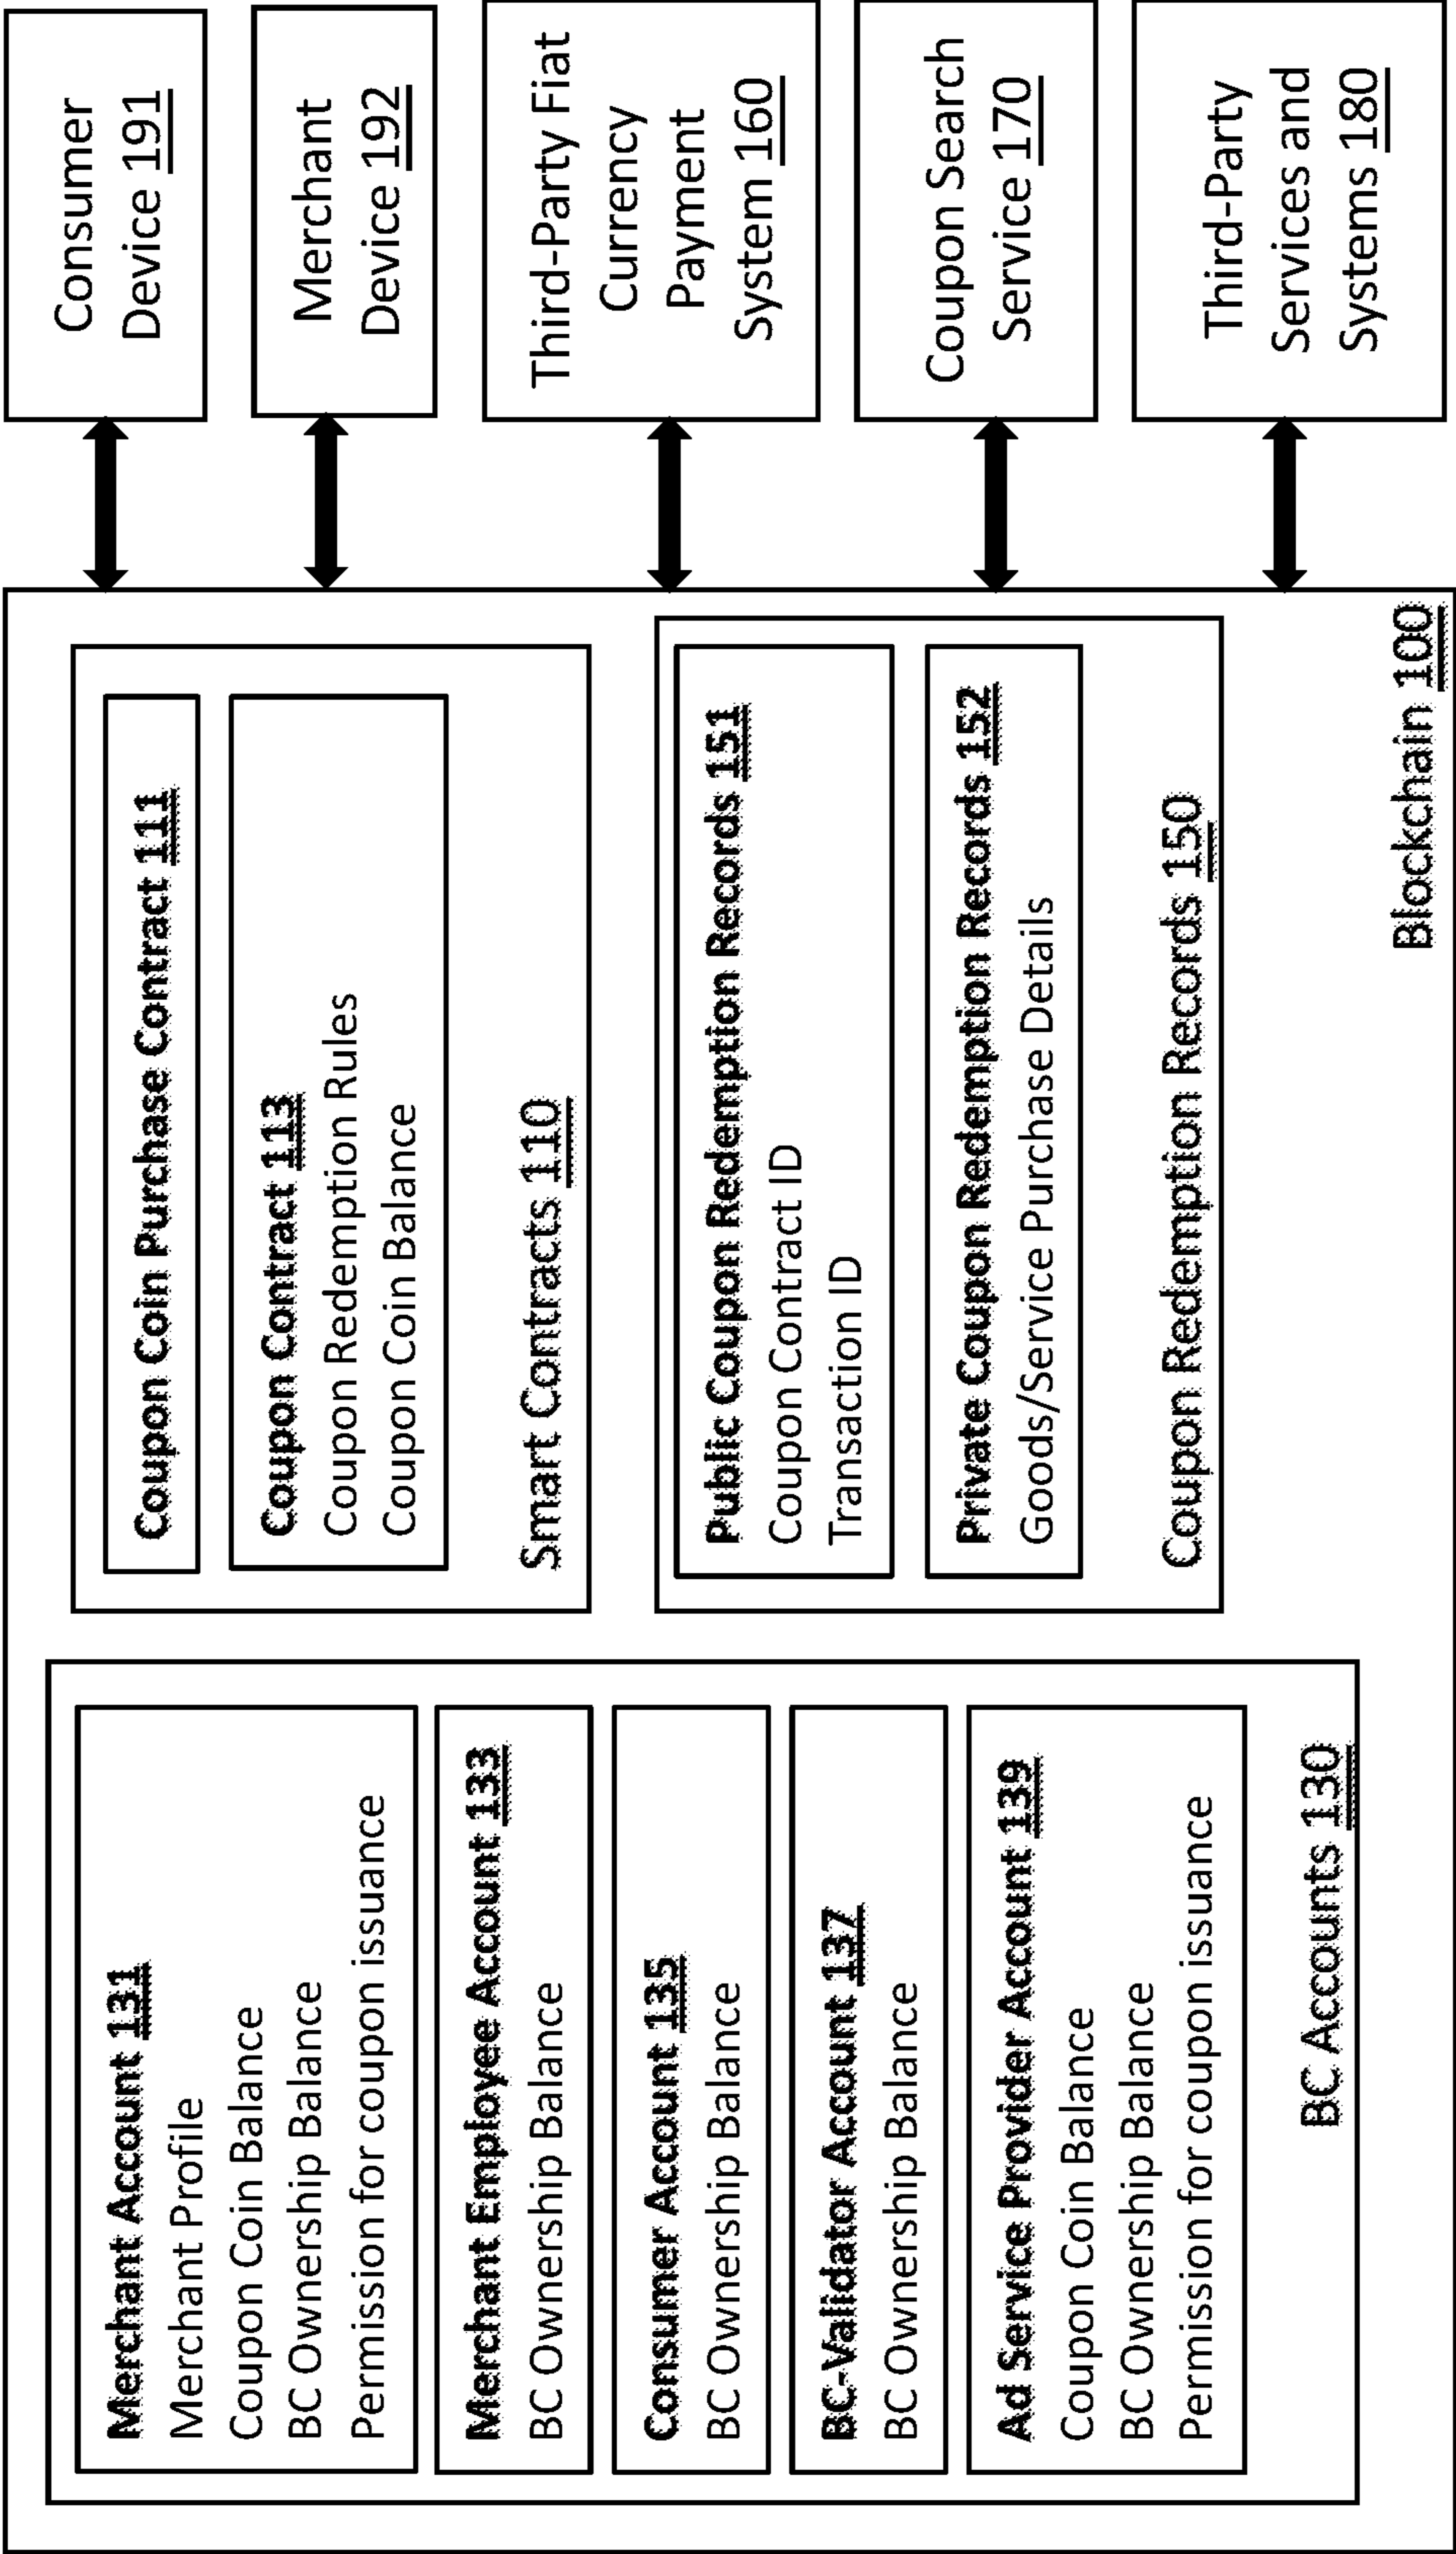 Merchant Account 131
Merchant Profile
Coupon Coin Balance
BC Ownership Balance
Permission for coupon issuance
Merchant Employee Account 133
BC Ownership Balance
Consumer Account 135
BC Ownership Balance
BC-Validator Account 137
BC Ownership Balance
Ad Service Provider Account 139
Coupon Coin Balance
BC Ownership Balance
Permission for coupon issuance
BC Accounts 130
Coupon Coin Purchase Contract 111
Coupon Contract 113
Coupon Redemption Rules
Coupon Coin Balance
Smart Contracts 110
Public Coupon Redemption Records 151
Coupon Contract ID
Transaction ID
Private Coupon Redemption Records 152
Goods/Service Purchase Details
Coupon Redemption Records 150
Blockchain 100
Consumer
Device 191
Merchant
Device 192
Third-Party Fiat
Currency
Payment
System 160
Coupon Search
Service 170
Third-Party
Services and
Systems 180